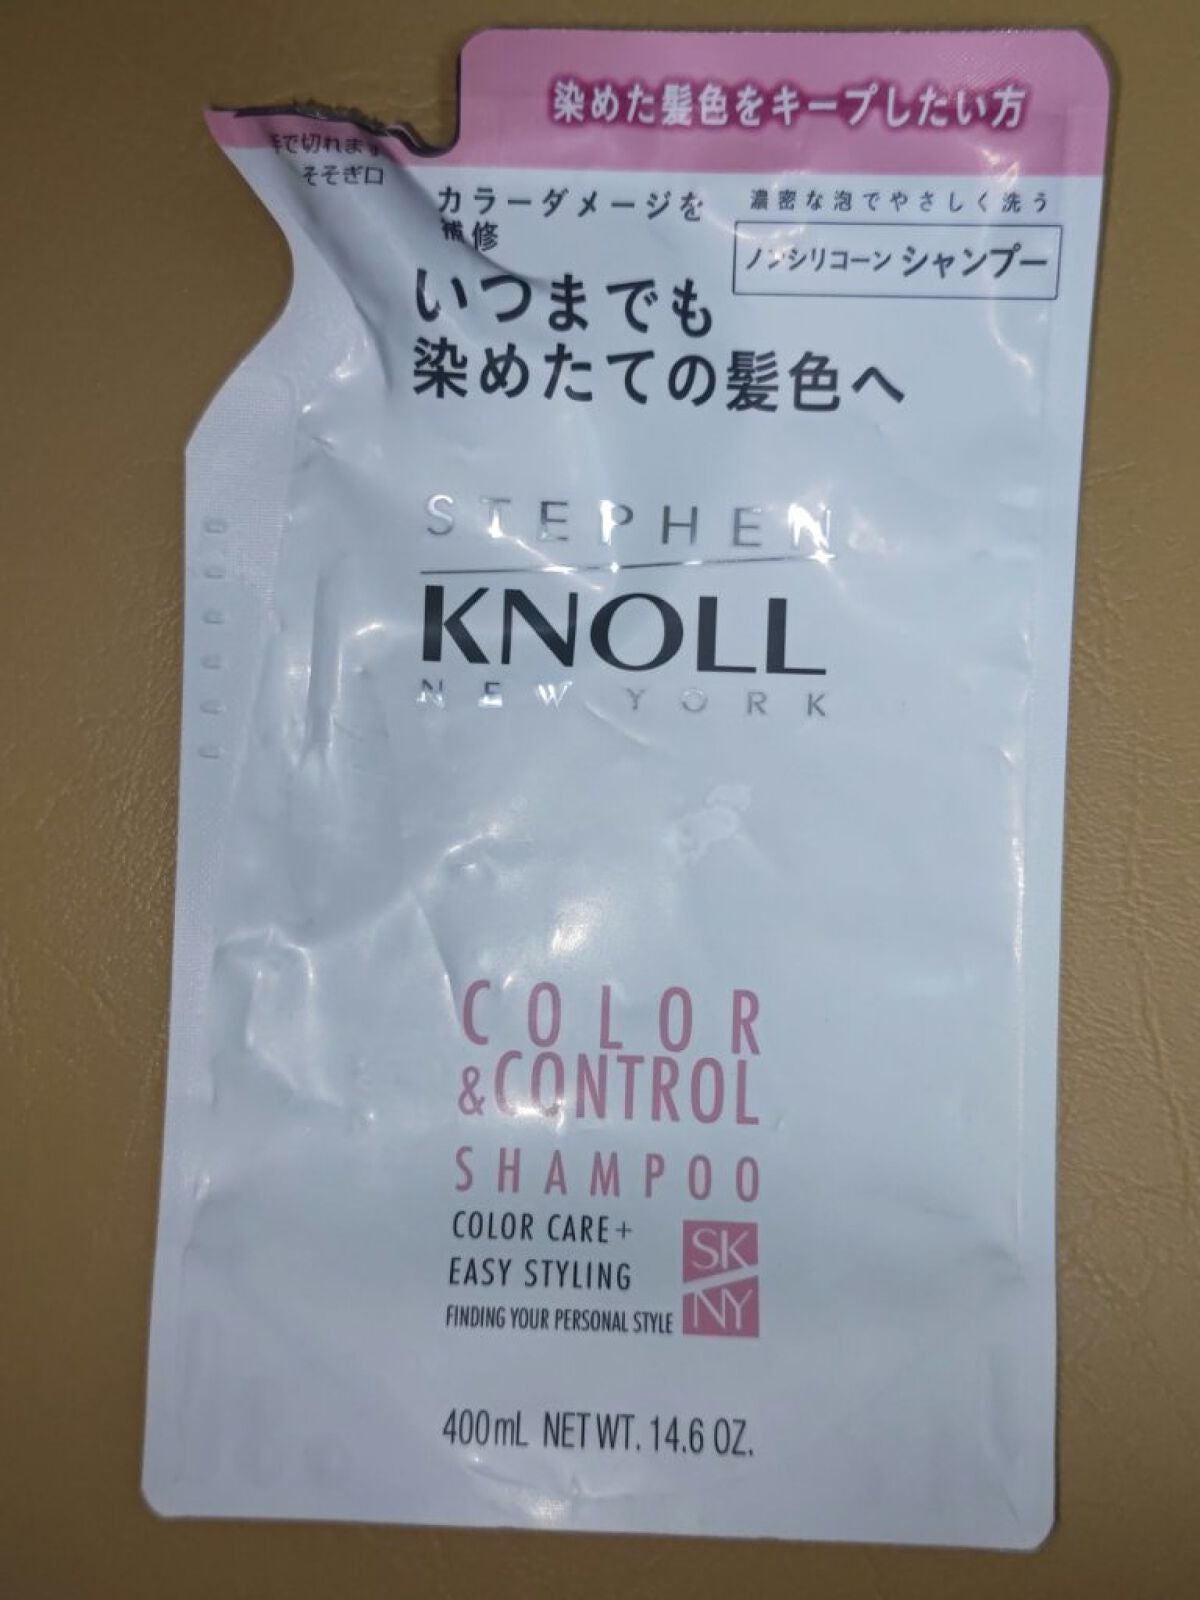 染めた髪色をキープしたい方
手で切れます
そそぎ口
カラーダメージを
補修
濃密な泡でやさしく洗う
ノンシリコーン シャンプー
いつまでも
染めたての髪色へ
STEPHEN
KNOLL
NEW YORK
COLOR
&CONTROL
SHAMPOO
COLOR CARE+
EASY STYLING
FINDING YOUR PERSONAL STYLE
SK
NY
400mL NET WT. 14.6 OZ.